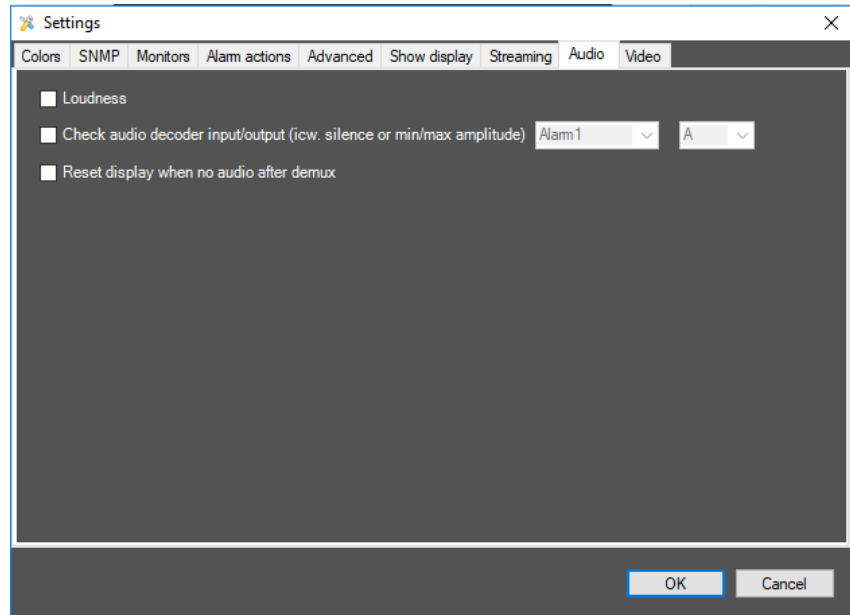 Settings
Colors SNMP Monitors Alarm actions Advanced Show display Streaming Audio Video
Loudness
Check audio decoder input/output (icw. silence or min/max amplitude) Alarm1 A
Reset display when no audio after demux
OK Cancel